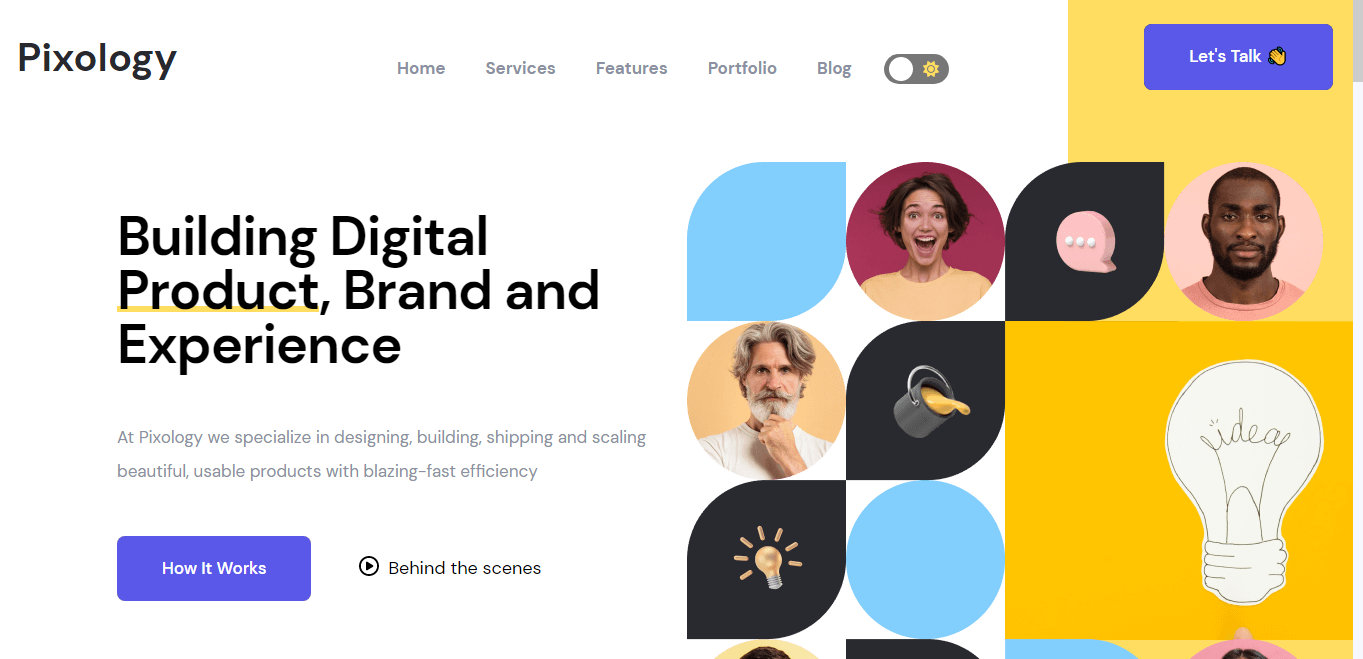 Pixology
Home Services Features Portfolio Blog
Let's Talk 👋
Building Digital
Product, Brand and
Experience
At Pixology we specialize in designing, building, shipping and scaling
beautiful, usable products with blazing-fast efficiency
How It Works
Behind the scenes
idea